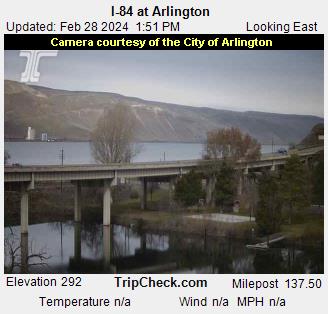 I-84 at Arlington
Updated: Feb 28 2024 1:51 PM Looking East
Camera courtesy of the City of Arlington
Elevation 292 TripCheck.com Milepost 137.50
Temperature n/a Wind n/a MPH n/a